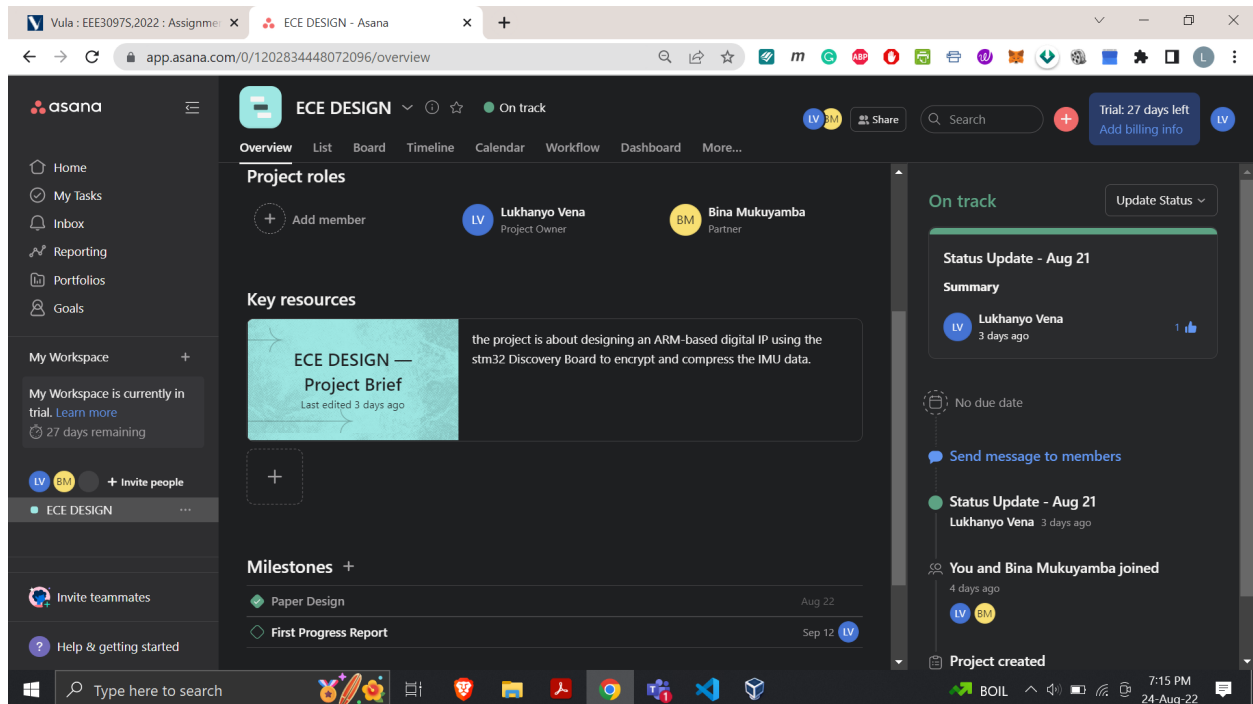 Vula : EEE3097S,2022 : Assignme
ECE DESIGN - Asana
app.asana.com/0/1202834448072096/overview
asana
ECE DESIGN
On track
LV
BM
Share
Search
Trial: 27 days left
Add billing info
LV
Overview List Board Timeline Calendar Workflow Dashboard More...
Home
My Tasks
Inbox
Reporting
Portfolios
Goals
My Workspace
My Workspace is currently in
trial. Learn more
27 days remaining
LV BM + Invite people
ECE DESIGN
Invite teammates
? Help & getting started
Project roles
+ Add member
LV
Lukhanyo Vena
Project Owner
BM
Bina Mukuyamba
Partner
Key resources
ECE DESIGN —
Project Brief
Last edited 3 days ago
the project is about designing an ARM-based digital IP using the
stm32 Discovery Board to encrypt and compress the IMU data.
Milestones +
Paper Design Aug 22
First Progress Report Sep 12 LV
On track
Update Status
Status Update - Aug 21
Summary
LV
Lukhanyo Vena
3 days ago
1
No due date
Send message to members
Status Update - Aug 21
Lukhanyo Vena 3 days ago
You and Bina Mukuyamba joined
4 days ago
LV BM
Project created
Type here to search
BOIL
7:15 PM
24-Aug-22